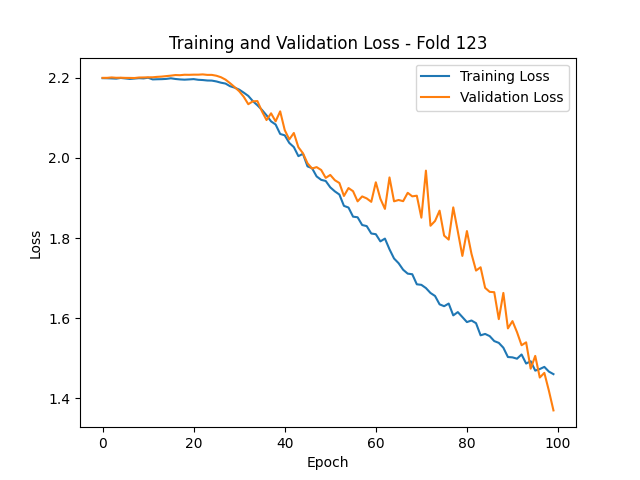 Training and Validation Loss - Fold 123
Training Loss
Validation Loss
2.2
2.0
1.8
1.6
1.4
Loss
0 20 40 60 80 100
Epoch